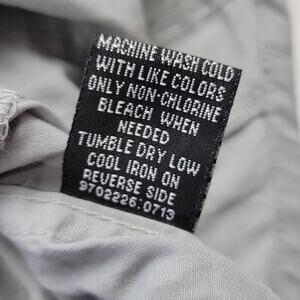 MACHINE WASH COLD
WITH LIKE COLORS
ONLY NON-CHLORINE
BLEACH WHEN
NEEDED
TUMBLE DRY LOW
COOL IRON ON
REVERSE SIDE
9702226:0713